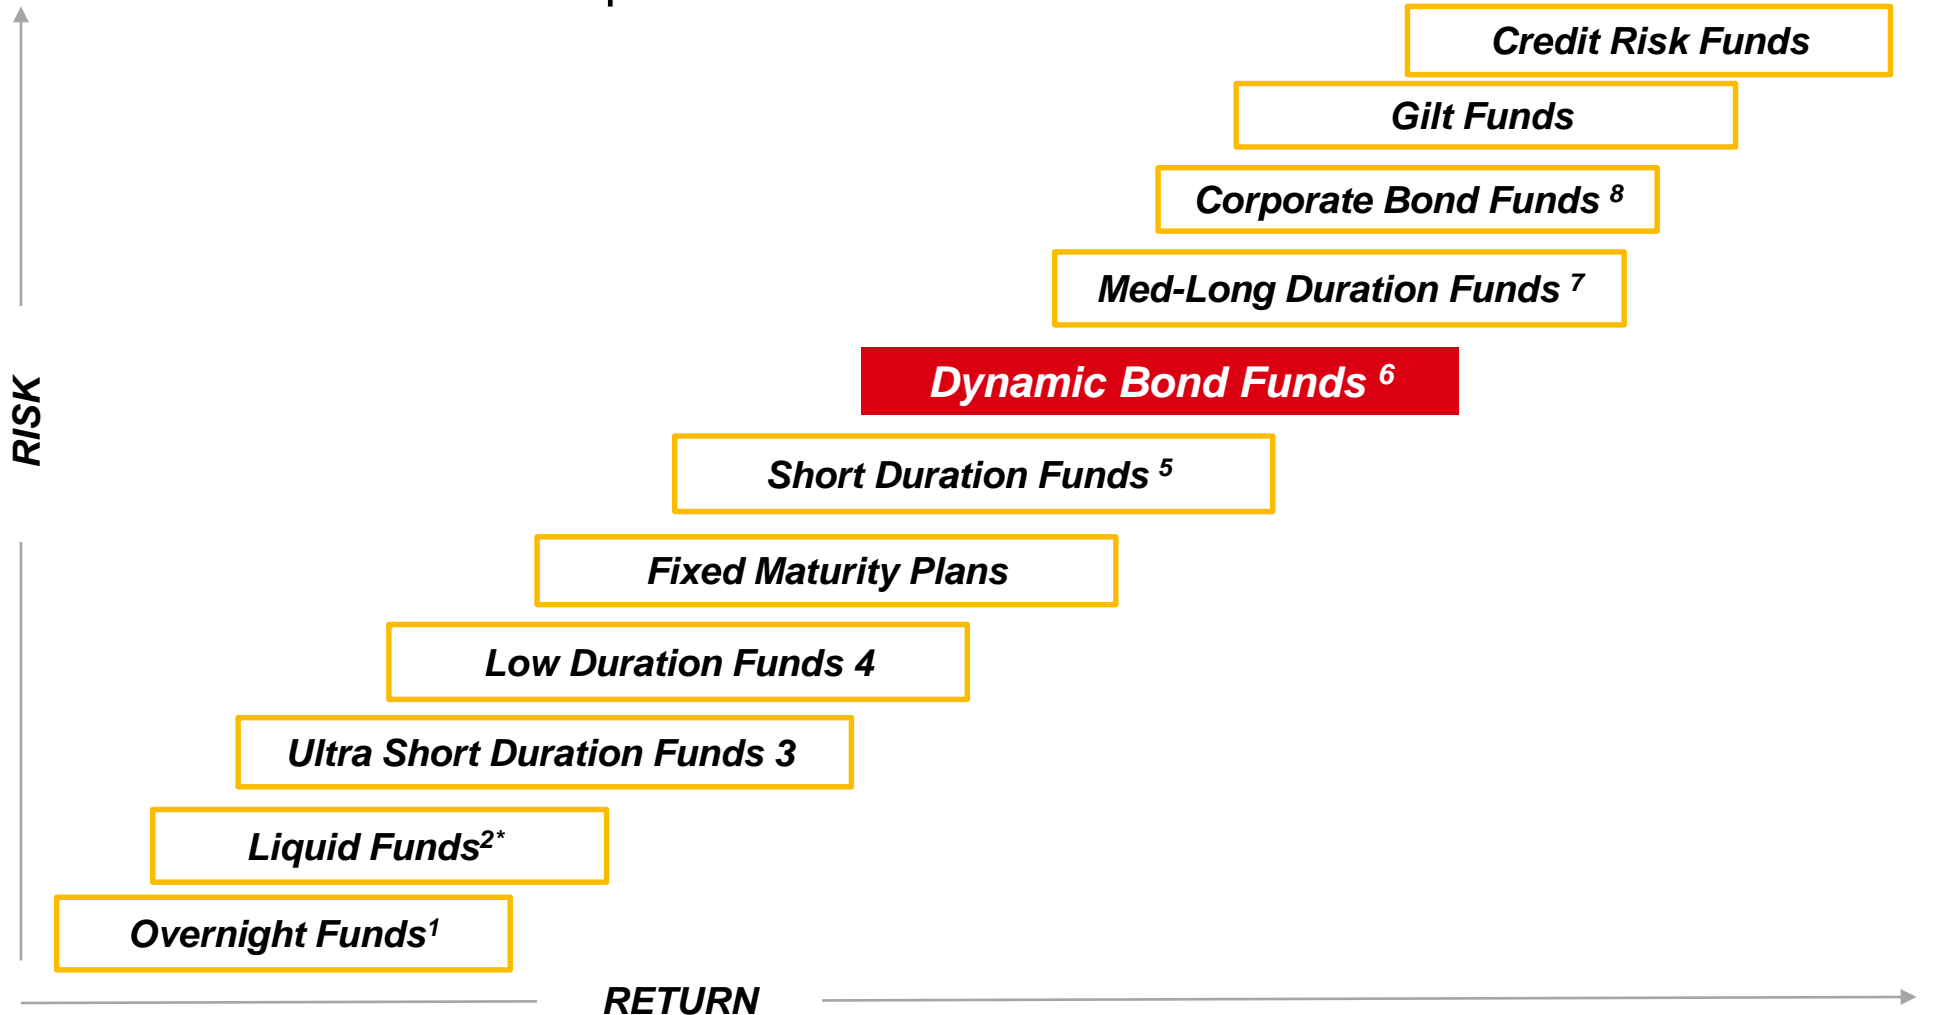 Credit Risk Funds
Gilt Funds
Corporate Bond Funds 8
Med-Long Duration Funds 7
Dynamic Bond Funds 6
RISK
Short Duration Funds 5
Fixed Maturity Plans
Low Duration Funds 4
Ultra Short Duration Funds 3
Liquid Funds2*
Overnight Funds1
RETURN